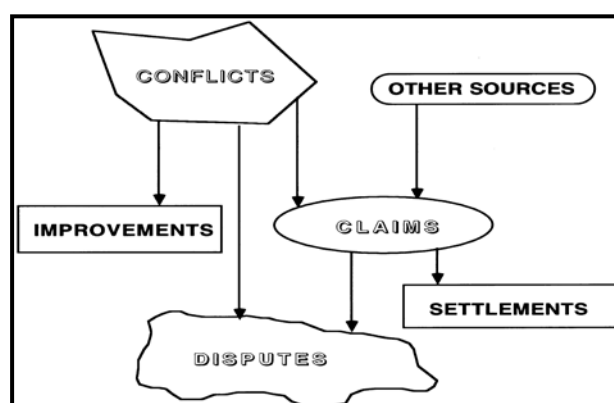 CONFLICTS
OTHER SOURCES
IMPROVEMENTS
CLAIMS
SETTLEMENTS
DISPUTES